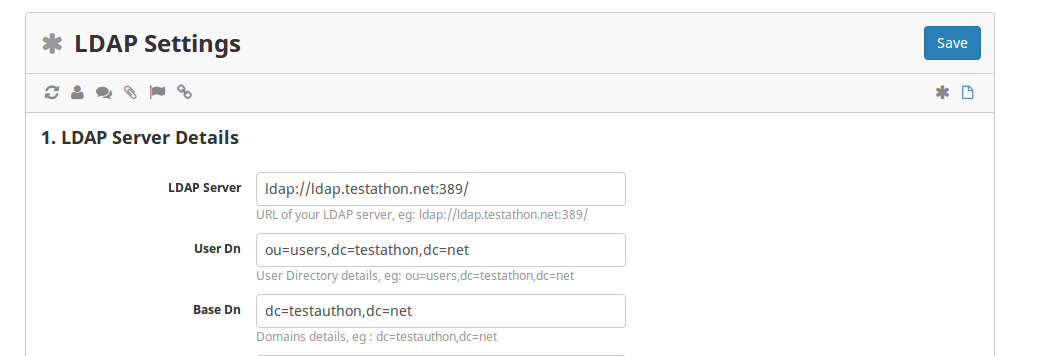 LDAP Settings
Save
1. LDAP Server Details
LDAP Server
ldap://ldap.testathon.net:389/
URL of your LDAP server, eg: ldap://ldap.testathon.net:389/
User Dn
ou=users,dc=testathon,dc=net
User Directory details, eg: ou=users,dc=testathon,dc=net
Base Dn
dc=testauthon,dc=net
Domains details, eg : dc=testauthon,dc=net